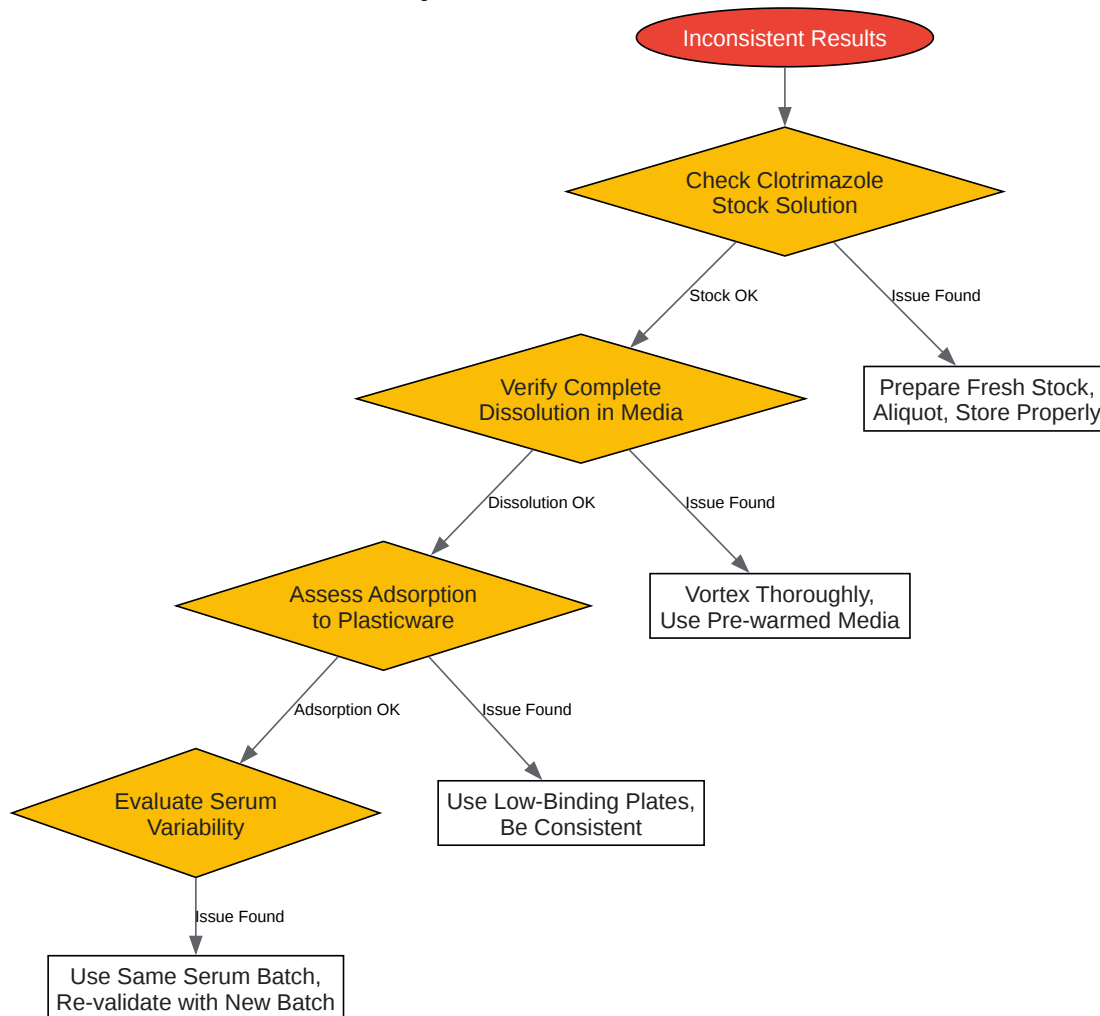 Inconsistent Results
Check Clotrimazole
Stock Solution
Stock OK
Issue Found
Verify Complete
Dissolution in Media
Prepare Fresh Stock,
Aliquot, Store Properly
Dissolution OK
Issue Found
Assess Adsorption
to Plasticware
Vortex Thoroughly,
Use Pre-warmed Media
Adsorption OK
Issue Found
Evaluate Serum
Variability
Use Low-Binding Plates,
Be Consistent
Issue Found
Use Same Serum Batch,
Re-validate with New Batch